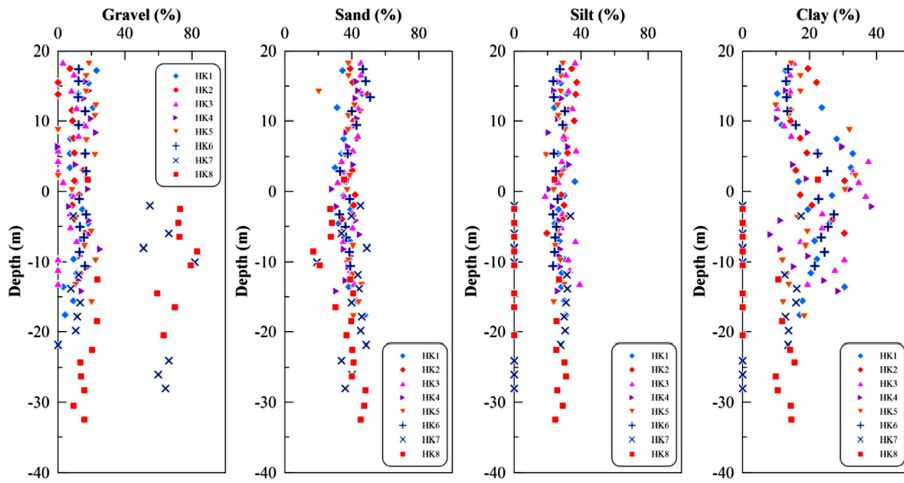 Gravel (%)
0 40 80
20
10
0
-10
-20
-30
-40
Depth (m)
HK1
HK2
HK3
HK4
HK5
HK6
HK7
HK8
Sand (%)
0 40 80
20
10
0
-10
-20
-30
-40
Depth (m)
HK1
HK2
HK3
HK4
HK5
HK6
HK7
HK8
Silt (%)
0 40 80
20
10
0
-10
-20
-30
-40
Depth (m)
HK1
HK2
HK3
HK4
HK5
HK6
HK7
HK8
Clay (%)
0 20 40
20
10
0
-10
-20
-30
-40
Depth (m)
HK1
HK2
HK3
HK4
HK5
HK6
HK7
HK8